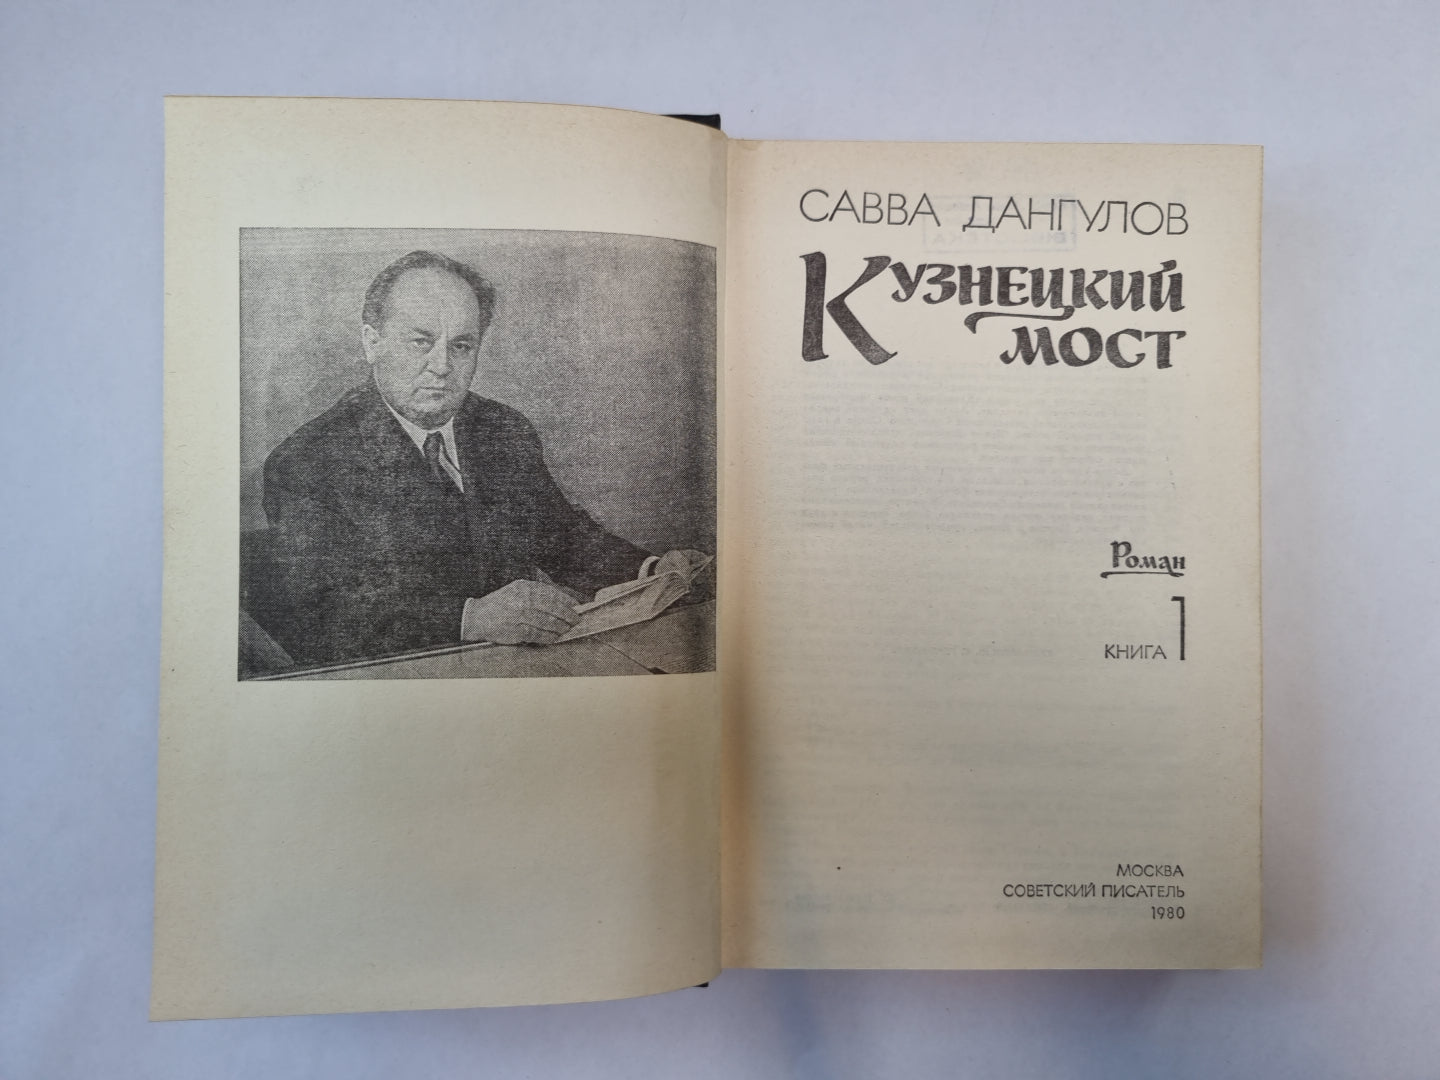 САВВА ДАНГУЛОВ
КУЗНЕЦКИЙ
МОСТ
Роман
КНИГА 1
МОСКВА
СОВЕТСКИЙ ПИСАТЕЛЬ
1980